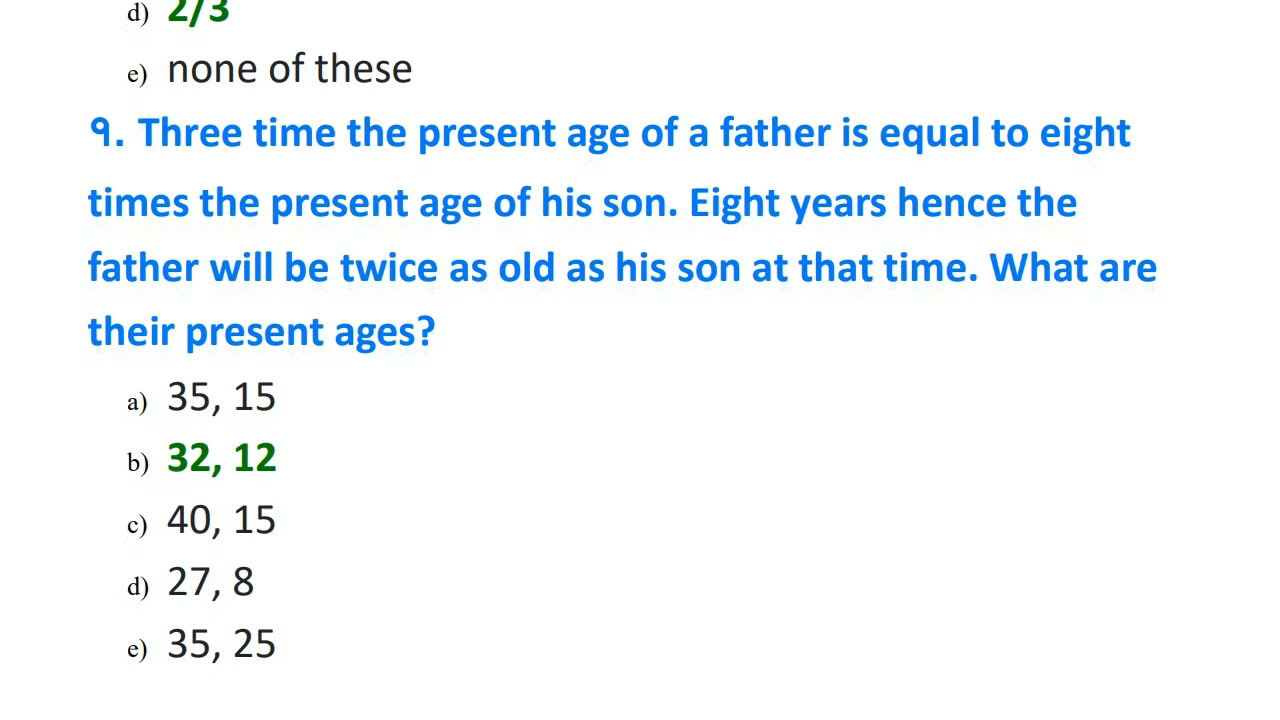 d) 2/3
e) none of these
९. Three time the present age of a father is equal to eight
times the present age of his son. Eight years hence the
father will be twice as old as his son at that time. What are
their present ages?
a) 35, 15
b) 32, 12
c) 40, 15
d) 27, 8
e) 35, 25